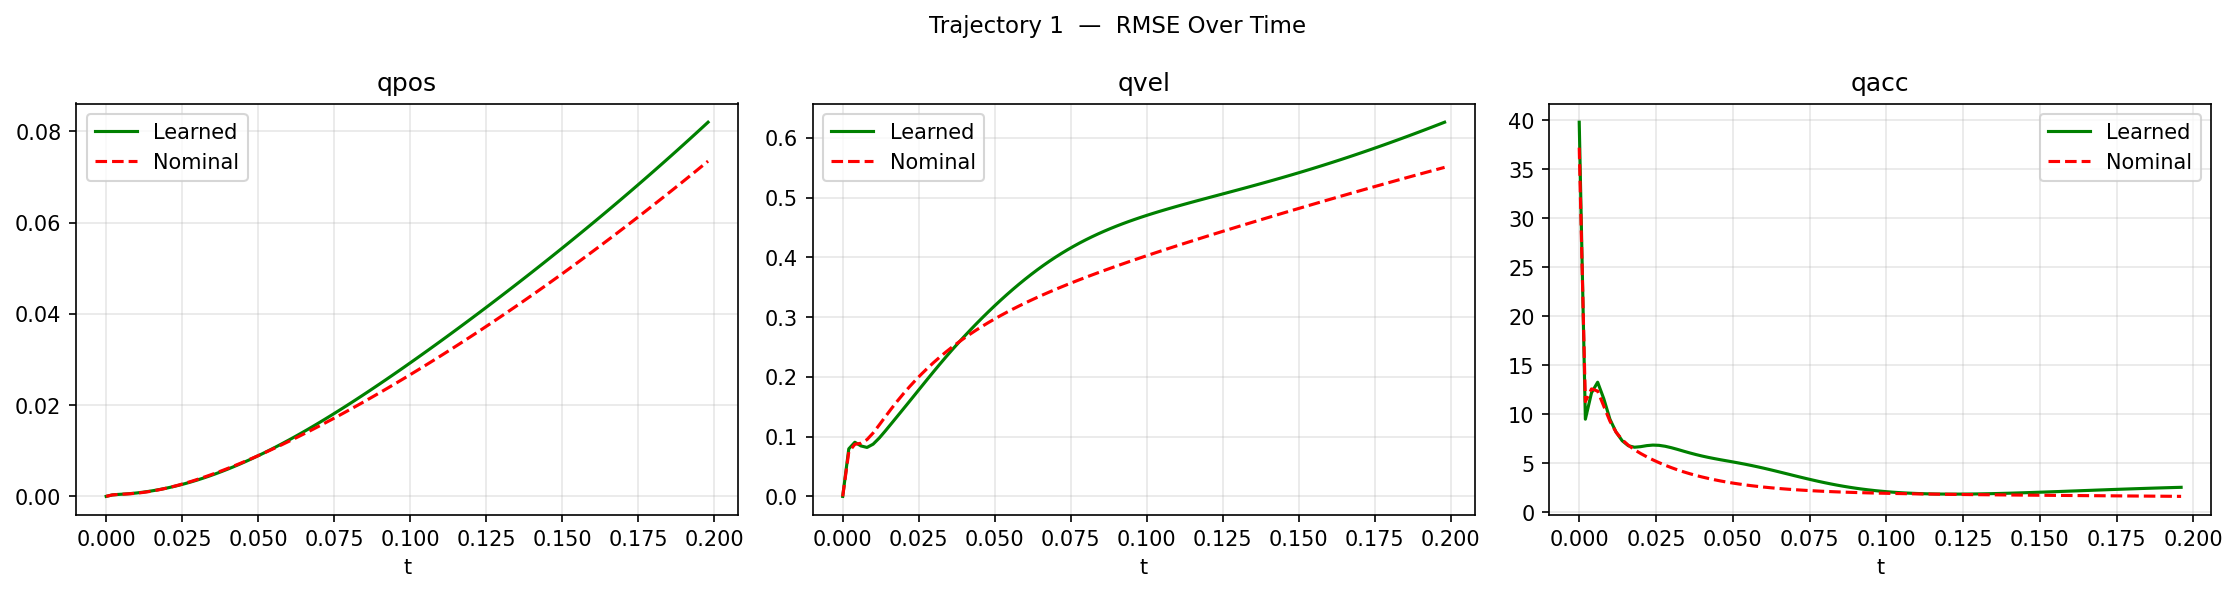 Trajectory 1 — RMSE Over Time
qpos
Learned
Nominal
0.08
0.06
0.04
0.02
0.00
0.000 0.025 0.050 0.075 0.100 0.125 0.150 0.175 0.200
t
qvel
Learned
Nominal
0.6
0.5
0.4
0.3
0.2
0.1
0.0
0.000 0.025 0.050 0.075 0.100 0.125 0.150 0.175 0.200
t
qacc
Learned
Nominal
40
35
30
25
20
15
10
5
0
0.000 0.025 0.050 0.075 0.100 0.125 0.150 0.175 0.200
t